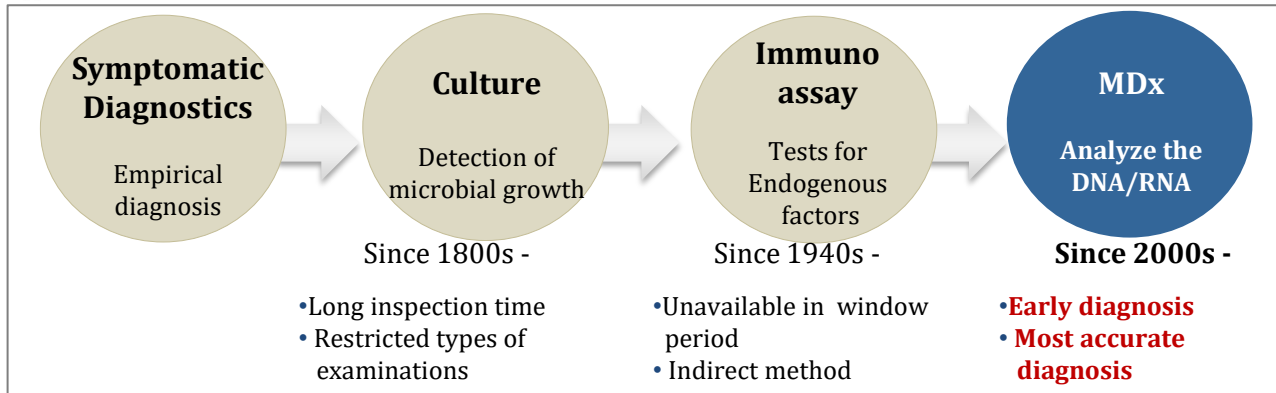 Symptomatic
Diagnostics
Empirical
diagnosis
Culture
Detection of
microbial growth
Since 1800s -
•Long inspection time
• Restricted types of
examinations
Immuno
assay
Tests for
Endogenous
factors
Since 1940s -
•Unavailable in window
period
• Indirect method
MDx
Analyze the
DNA/RNA
Since 2000s -
•Early diagnosis
• Most accurate
diagnosis